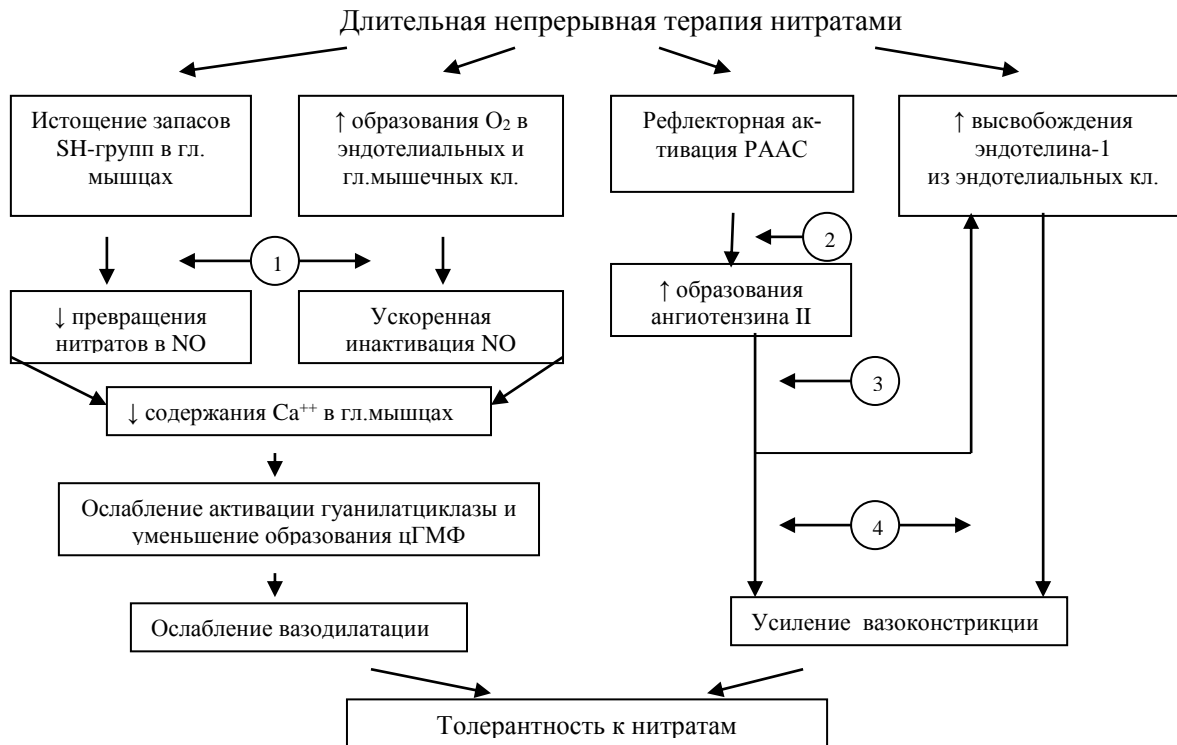 Длительная непрерывная терапия нитратами
Истощение запасов
SH-групп в гл.
мышцах
↑ образования O₂ в
эндотелиальных и
гл.мышечных кл.
Рефлекторная ак-
тивация РААС
↑ высвобождения
эндотелина-1
из эндотелиальных кл.
1
2
↓ превращения
нитратов в NO
Ускоренная
инактивация NO
↑ образования
ангиотензина II
3
↓ содержания Ca⁺⁺ в гл.мышцах
Ослабление активации гуанилатциклазы и
уменьшение образования цГМФ
4
Ослабление вазодилатации
Усиление вазоконстрикции
Толерантность к нитратам